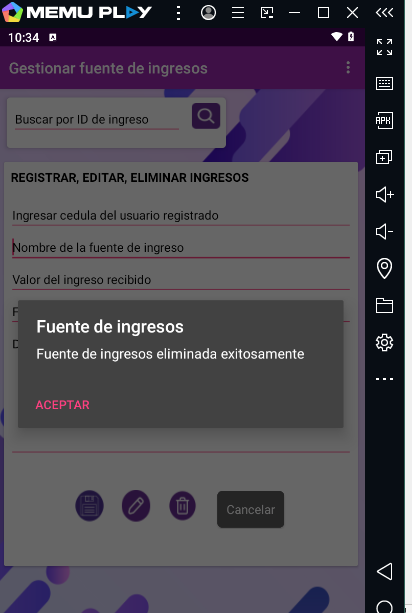 MEMU PLAY
10:34
Gestionar fuente de ingresos
Buscar por ID de ingreso
REGISTRAR, EDITAR, ELIMINAR INGRESOS
Ingresar cedula del usuario registrado
Nombre de la fuente de ingreso
Valor del ingreso recibido
Fuente de ingresos
Fuente de ingresos eliminada exitosamente
ACEPTAR
Cancelar
APK